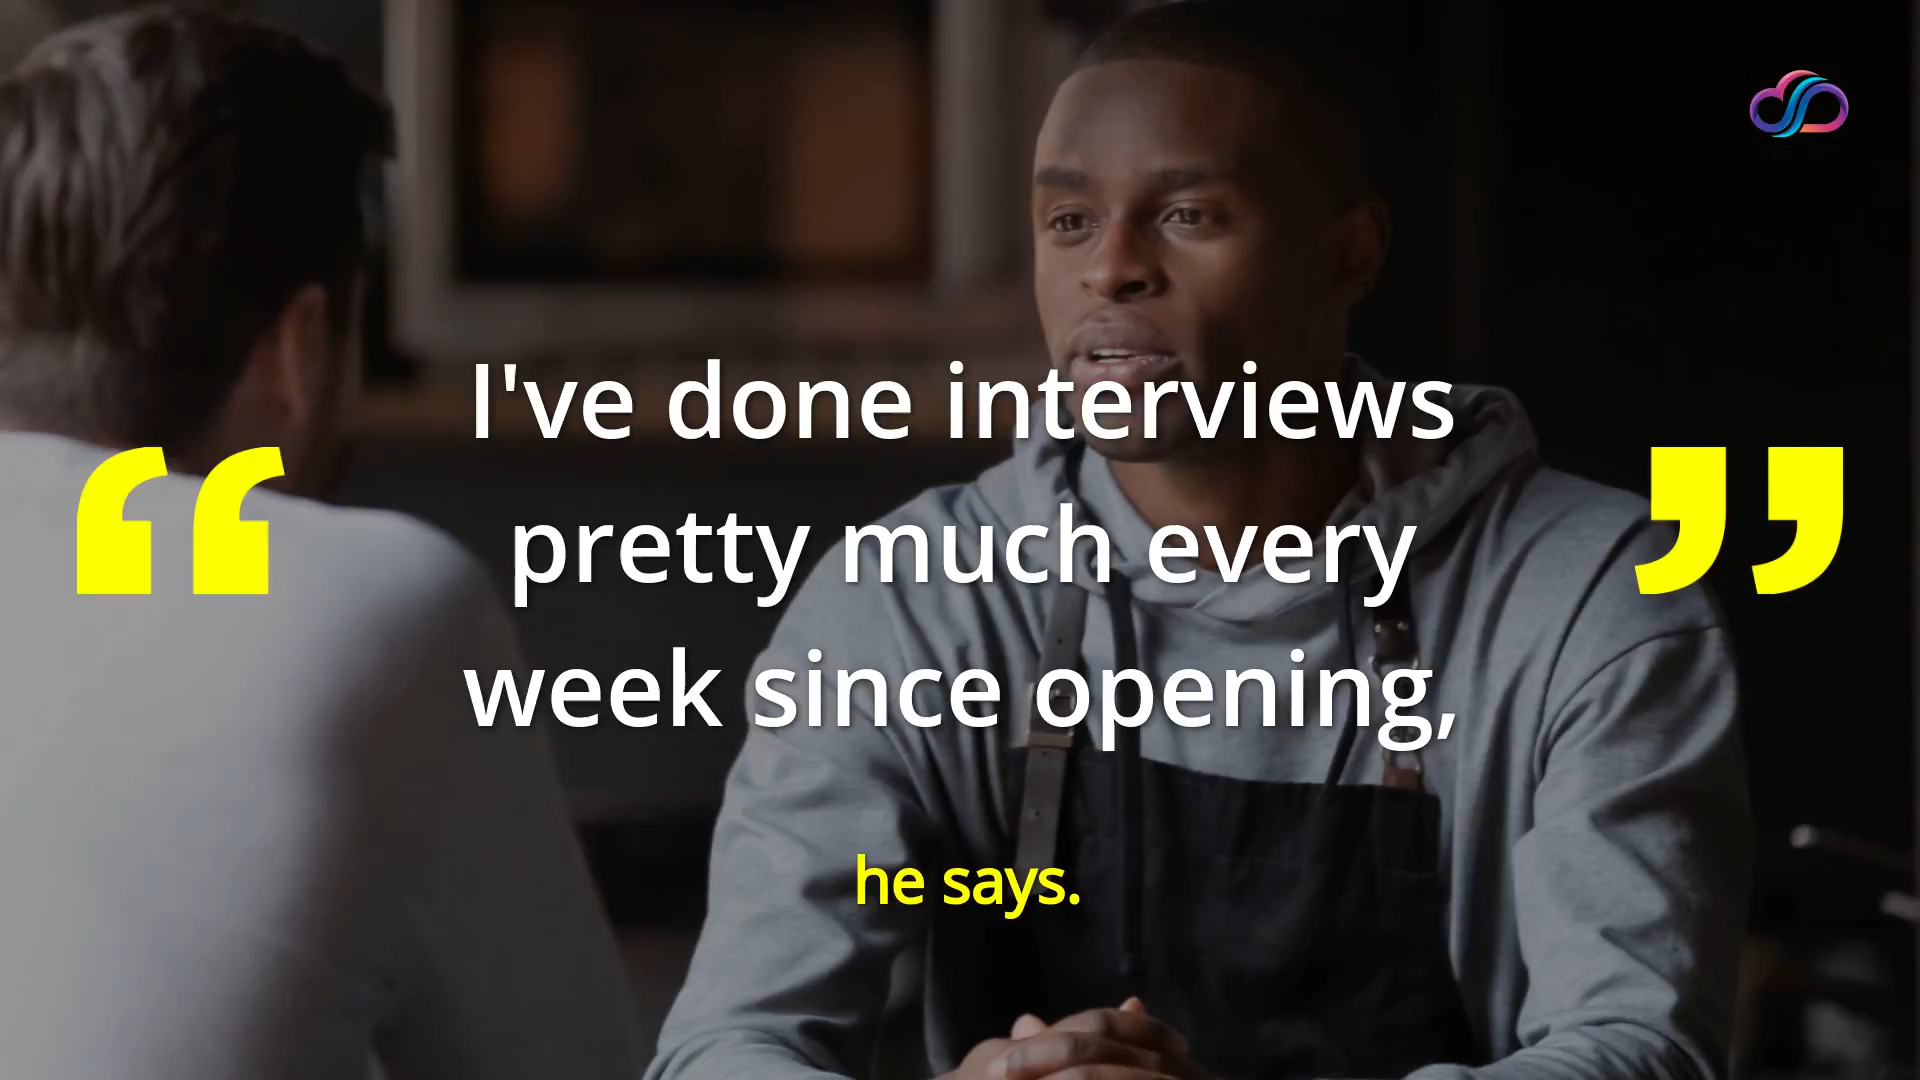 I've done interviews
pretty much every
week since opening,
he says.